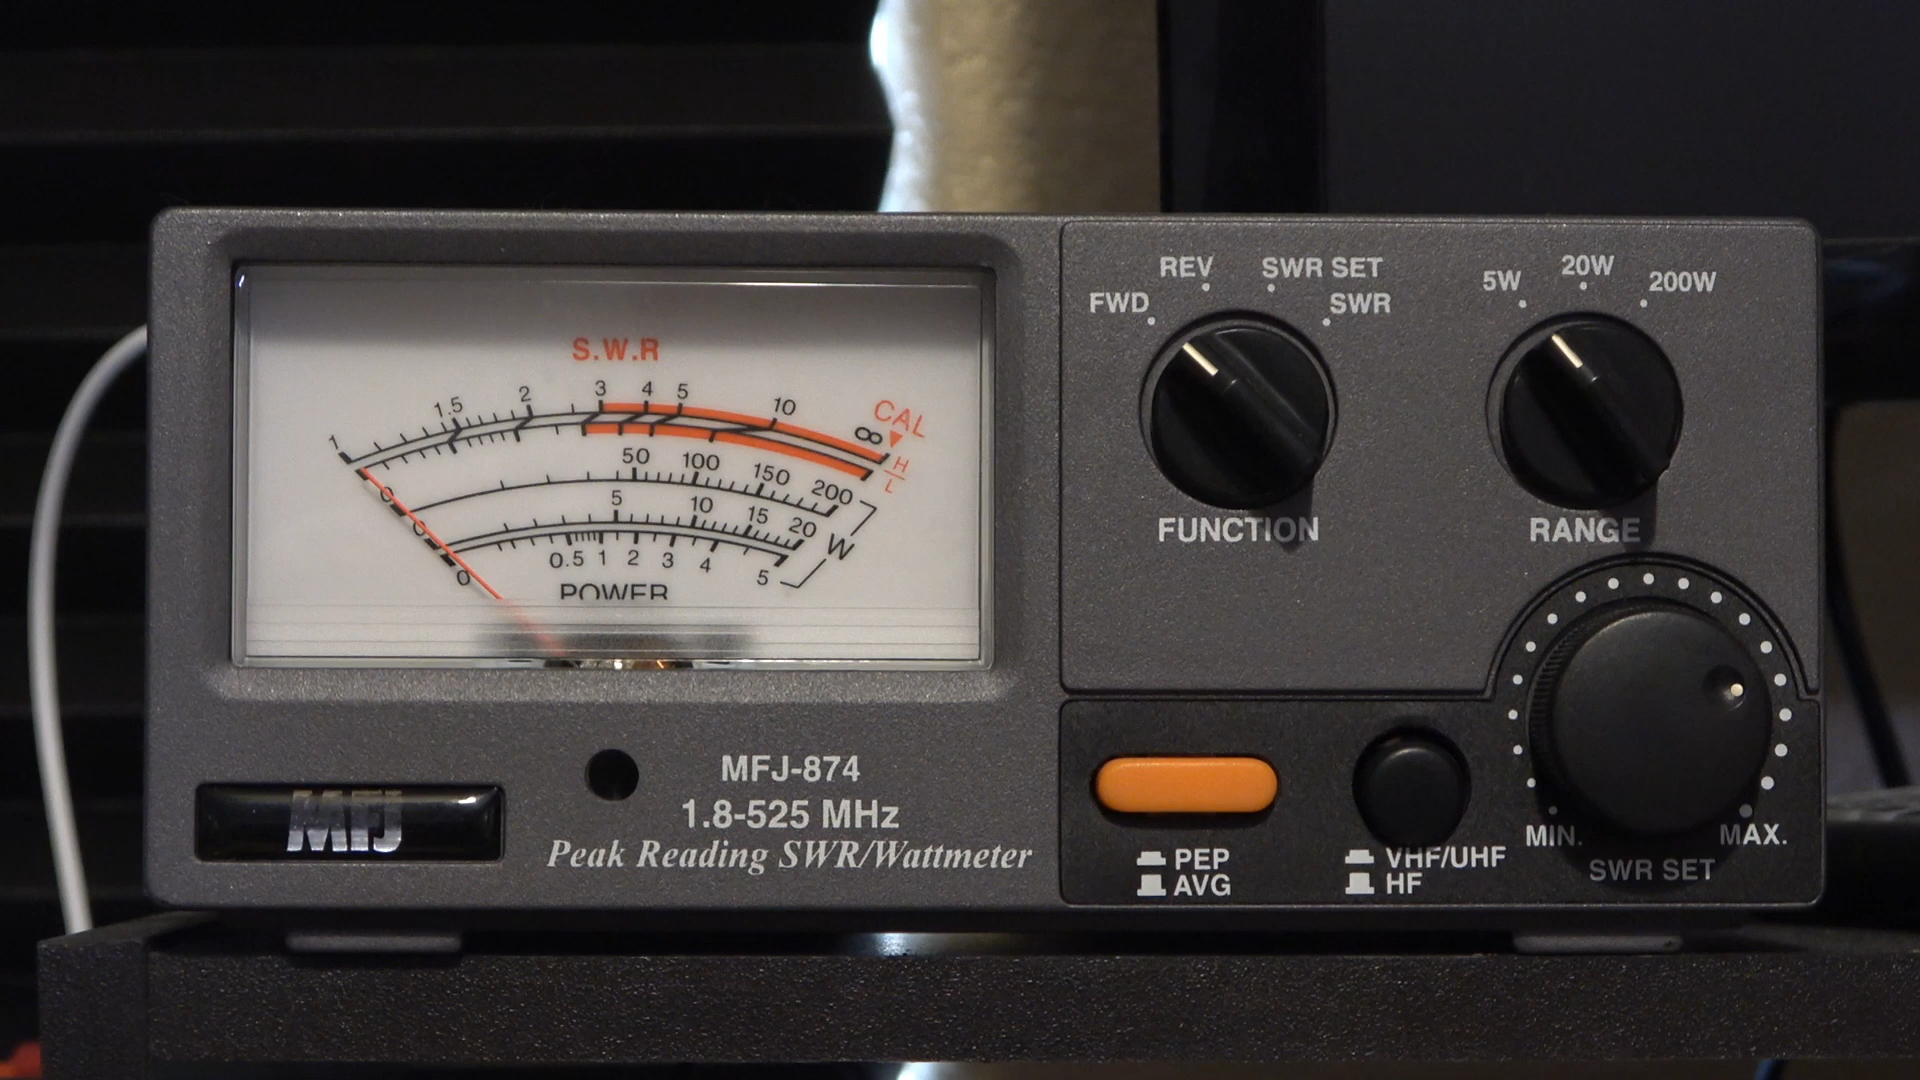 S.W.R
1 1.5 2 3 4 5 10 ∞ CAL
H
L
0 50 100 150 200
0 5 10 15 20
W
0 0.5 1 2 3 4 5
POWER
FWD REV SWR SET SWR
FUNCTION
5W 20W 200W
RANGE
MFJ
MFJ-874
1.8-525 MHz
Peak Reading SWR/Wattmeter
PEP
AVG
VHF/UHF
HF
MIN. MAX.
SWR SET